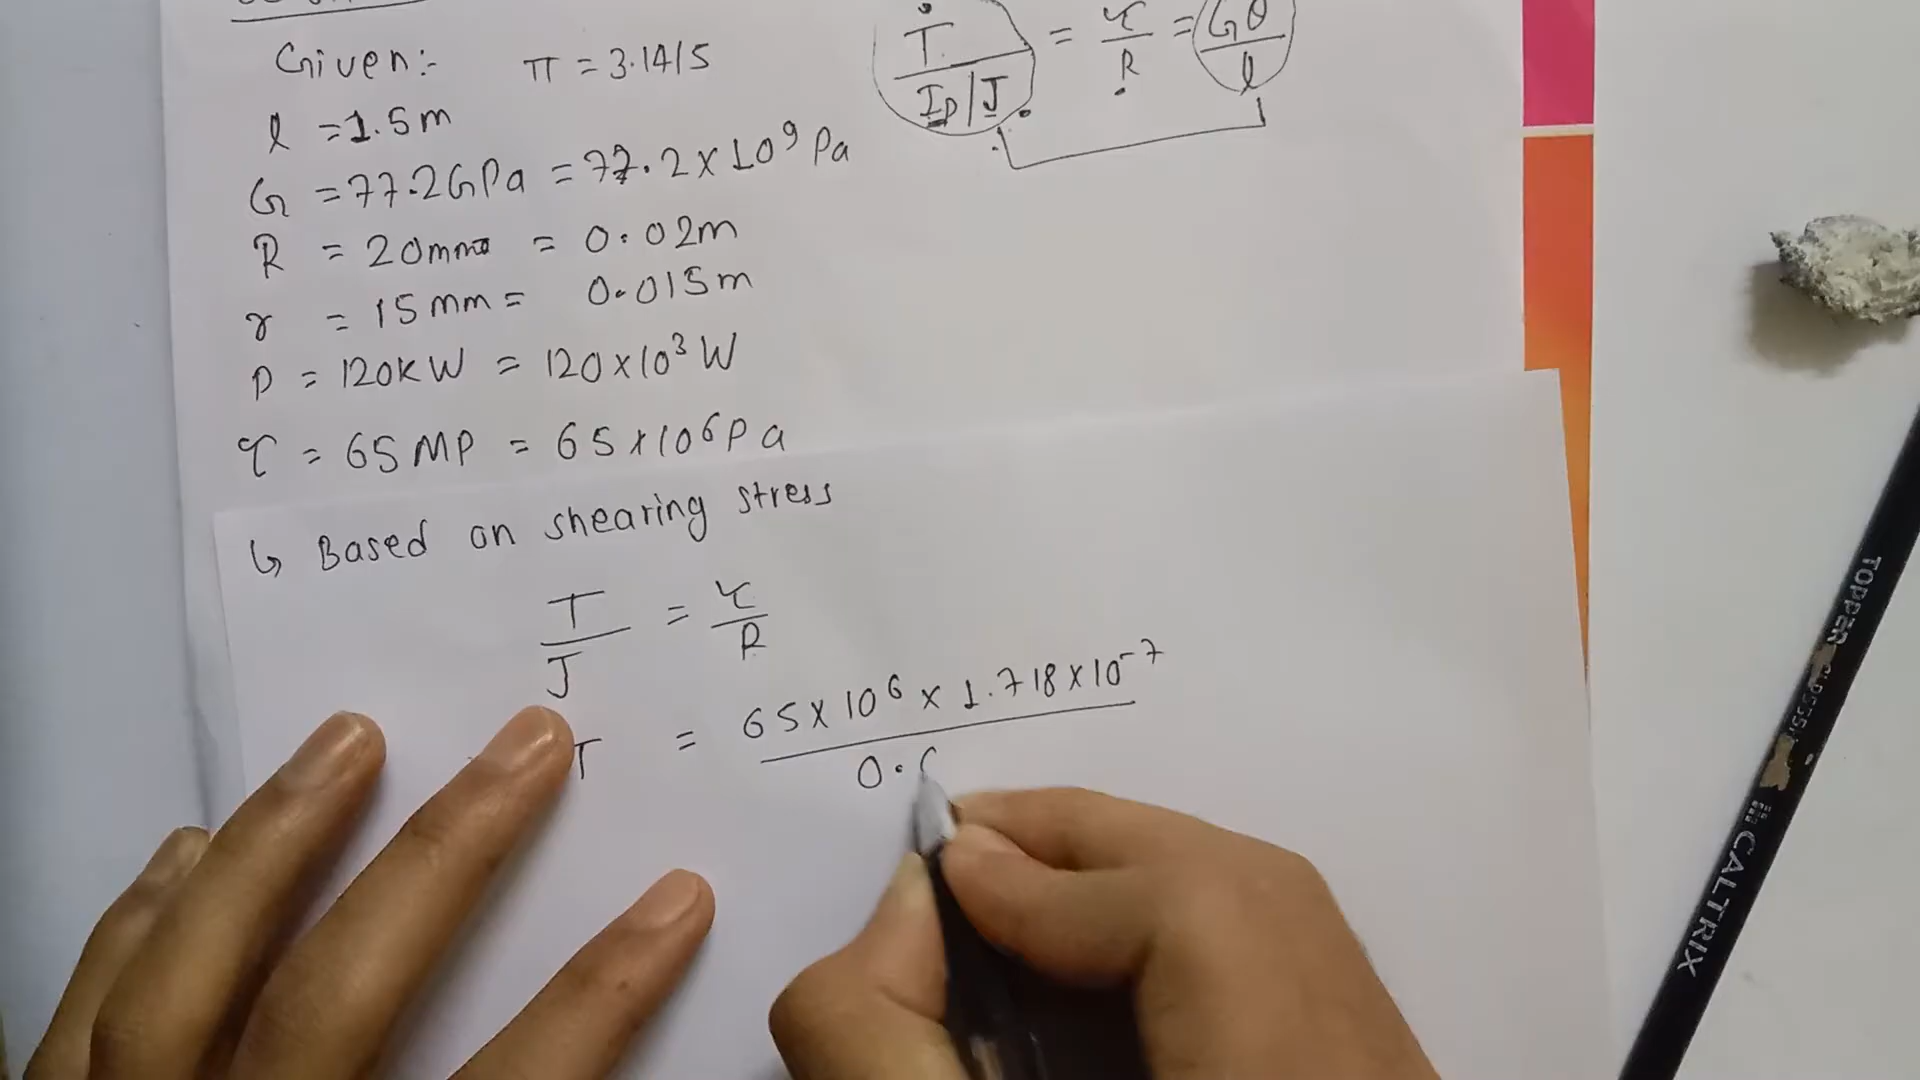 Given:- π = 3.1415
l = 1.5m
G = 77.2GPa = 77.2 x 10⁹ Pa
R = 20mm = 0.02m
r = 15mm = 0.015m
P = 120KW = 120 x 10³ W
τ = 65 MP = 65 x 10⁶ Pa
T / IP/J = τ / R = Gθ / l
↳ Based on shearing stress
T / J = τ / R
T = 65 x 10⁶ x 1.718 x 10⁻⁷ / 0.
TOPPER
CALTRIX